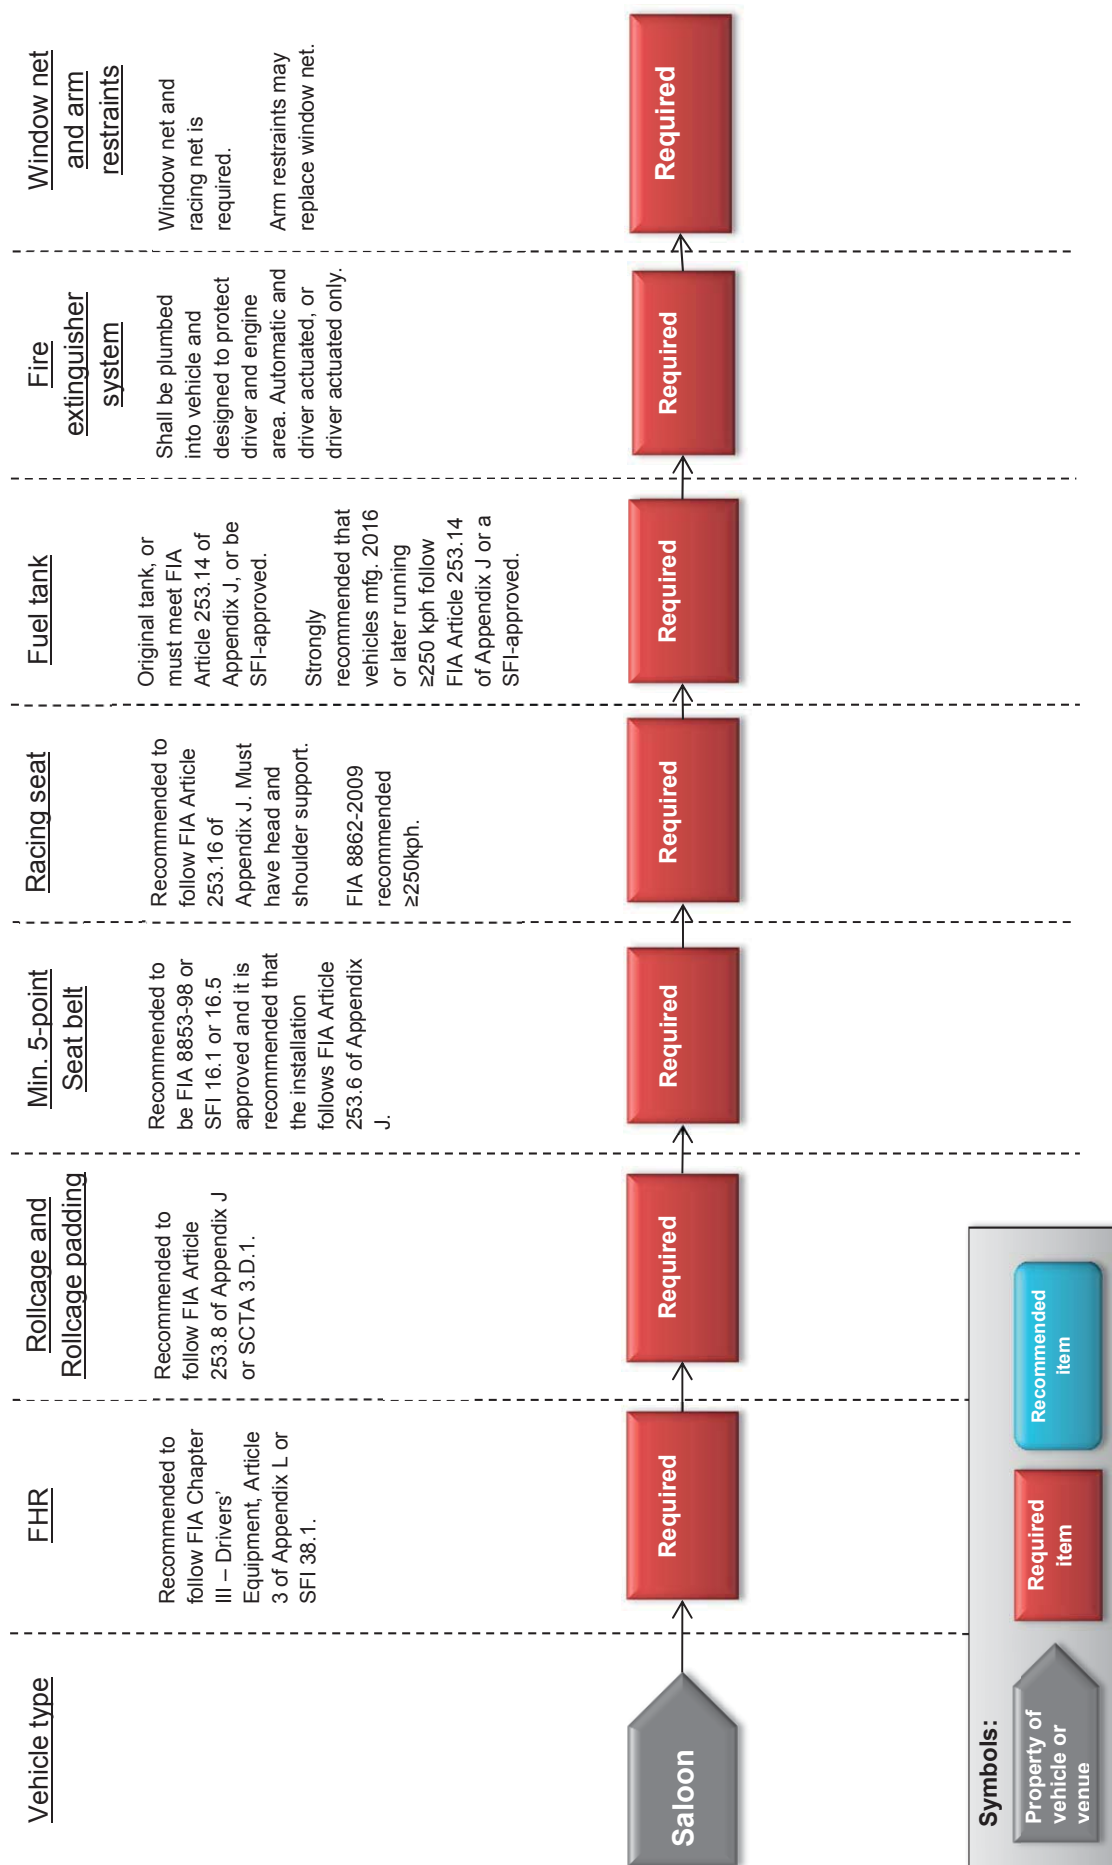 Vehicle type
FHR
Recommended to
follow FIA Chapter
III – Drivers’
Equipment, Article
3 of Appendix L or
SFI 38.1.
Rollcage and
Rollcage padding
Recommended to
follow FIA Article
253.8 of Appendix J
or SCTA 3.D.1.
Min. 5-point
Seat belt
Recommended to
be FIA 8853-98 or
SFI 16.1 or 16.5
approved and it is
recommended that
the installation
follows FIA Article
253.6 of Appendix
J.
Racing seat
Recommended to
follow FIA Article
253.16 of
Appendix J. Must
have head and
shoulder support.
FIA 8862-2009
recommended
≥250kph.
Fuel tank
Original tank, or
must meet FIA
Article 253.14 of
Appendix J, or be
SFI-approved.
Strongly
recommended that
vehicles mfg. 2016
or later running
≥250 kph follow
FIA Article 253.14
of Appendix J or a
SFI-approved.
Fire
extinguisher
system
Shall be plumbed
into vehicle and
designed to protect
driver and engine
area. Automatic and
driver actuated, or
driver actuated only.
Window net
and arm
restraints
Window net and
racing net is
required.
Arm restraints may
replace window net.
Saloon
Required
Required
Required
Required
Required
Required
Required
Symbols:
Property of
vehicle or
venue
Required
item
Recommended
item